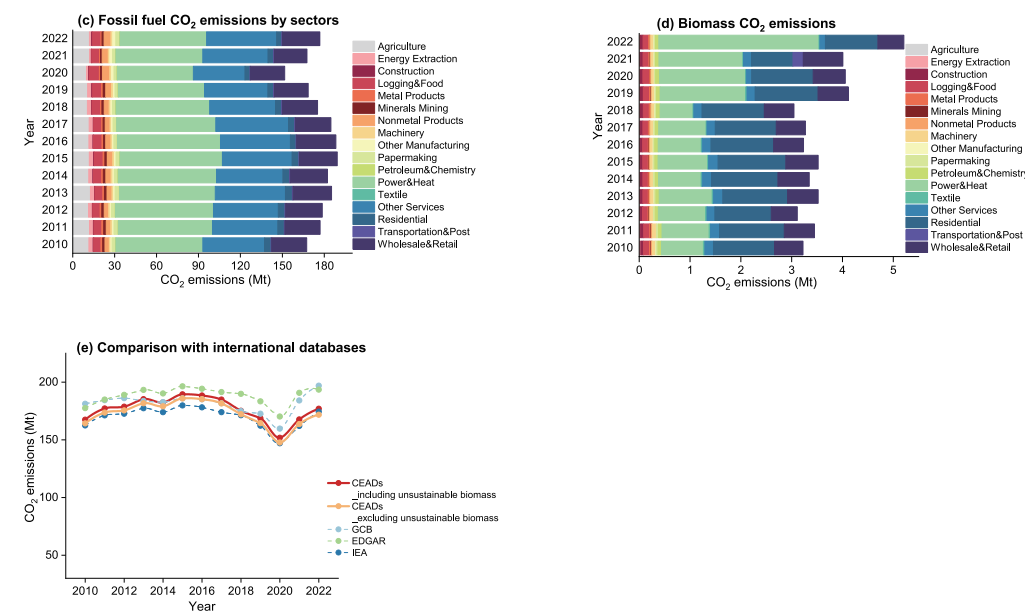 (c) Fossil fuel CO2 emissions by sectors
2022
2021
2020
2019
2018
2017
2016
2015
2014
2013
2012
2011
2010
Year
0 30 60 90 120 150 180
CO2 emissions (Mt)
Agriculture
Energy Extraction
Construction
Logging&Food
Metal Products
Minerals Mining
Nonmetal Products
Machinery
Other Manufacturing
Papermaking
Petroleum&Chemistry
Power&Heat
Textile
Other Services
Residential
Transportation&Post
Wholesale&Retail
(d) Biomass CO2 emissions
2022
2021
2020
2019
2018
2017
2016
2015
2014
2013
2012
2011
2010
Year
0 1 2 3 4 5
CO2 emissions (Mt)
Agriculture
Energy Extraction
Construction
Logging&Food
Metal Products
Minerals Mining
Nonmetal Products
Machinery
Other Manufacturing
Papermaking
Petroleum&Chemistry
Power&Heat
Textile
Other Services
Residential
Transportation&Post
Wholesale&Retail
(e) Comparison with international databases
200
150
100
50
CO2 emissions (Mt)
2010 2012 2014 2016 2018 2020 2022
Year
CEADs
_including unsustainable biomass
CEADs
_excluding unsustainable biomass
GCB
EDGAR
IEA